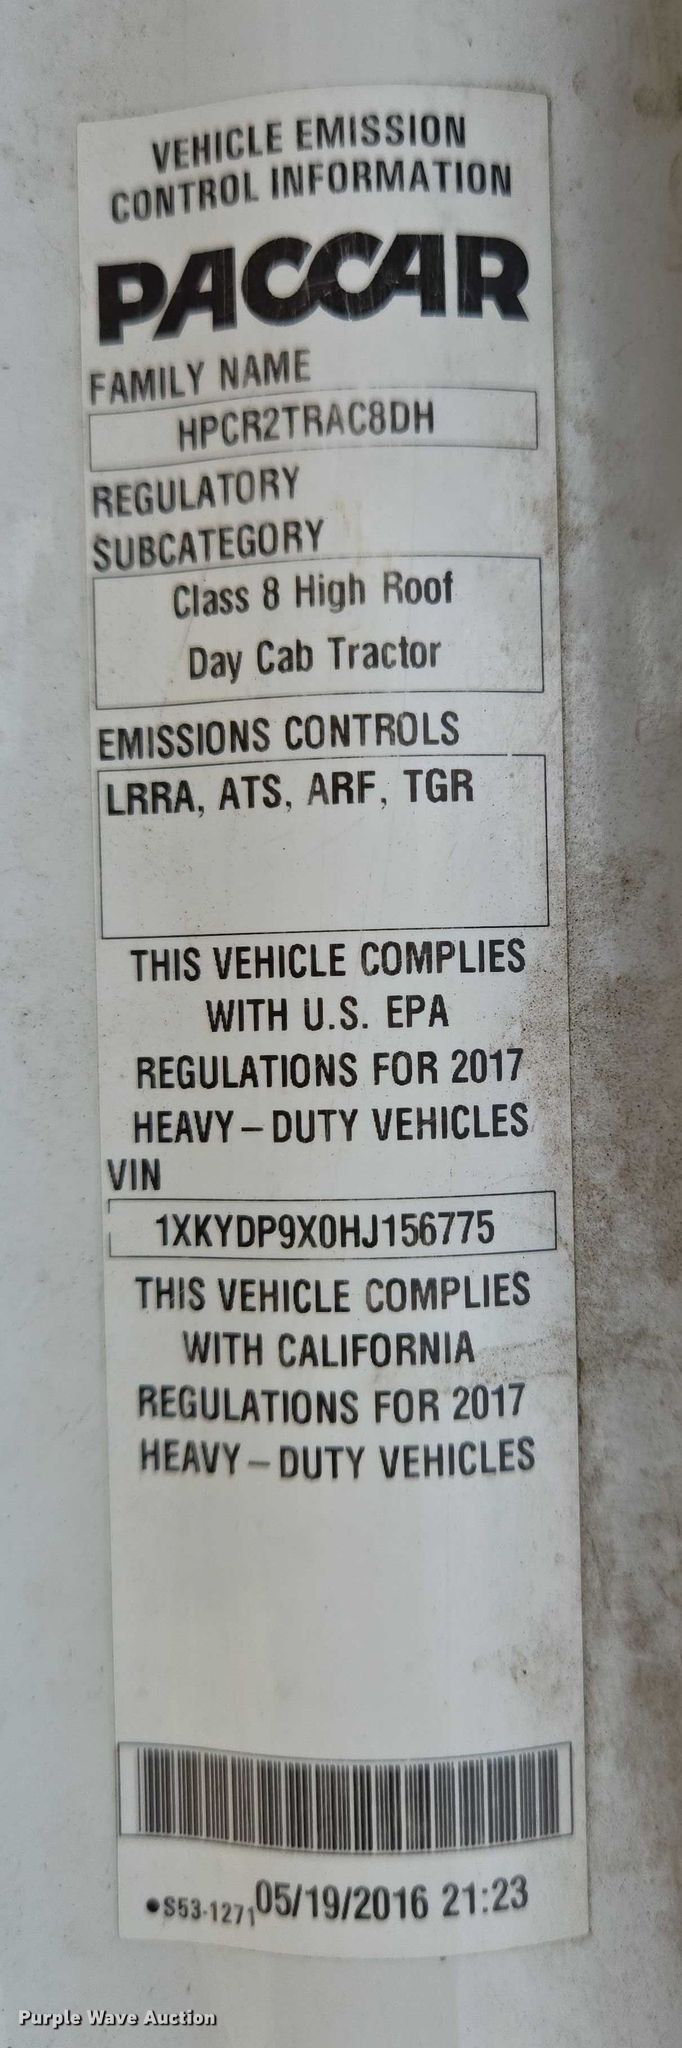 VEHICLE EMISSION
CONTROL INFORMATION
PACCAR
FAMILY NAME
HPCR2TRAC8DH
REGULATORY
SUBCATEGORY
Class 8 High Roof
Day Cab Tractor
EMISSIONS CONTROLS
LRRA, ATS, ARF, TGR
THIS VEHICLE COMPLIES
WITH U.S. EPA
REGULATIONS FOR 2017
HEAVY–DUTY VEHICLES
VIN
1XKYDP9X0HJ156775
THIS VEHICLE COMPLIES
WITH CALIFORNIA
REGULATIONS FOR 2017
HEAVY–DUTY VEHICLES
•S53-1271 05/19/2016 21:23
Purple Wave Auction